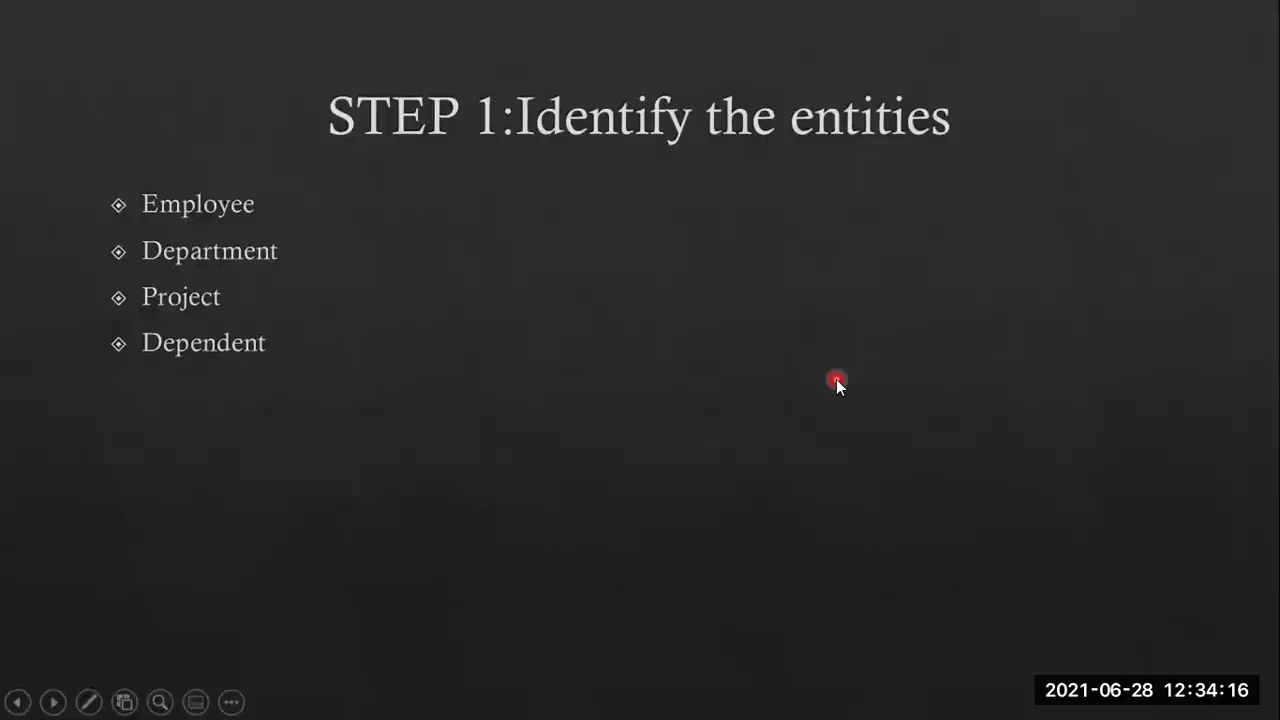 STEP 1:Identify the entities
Employee
Department
Project
Dependent
2021-06-28 12:34:16